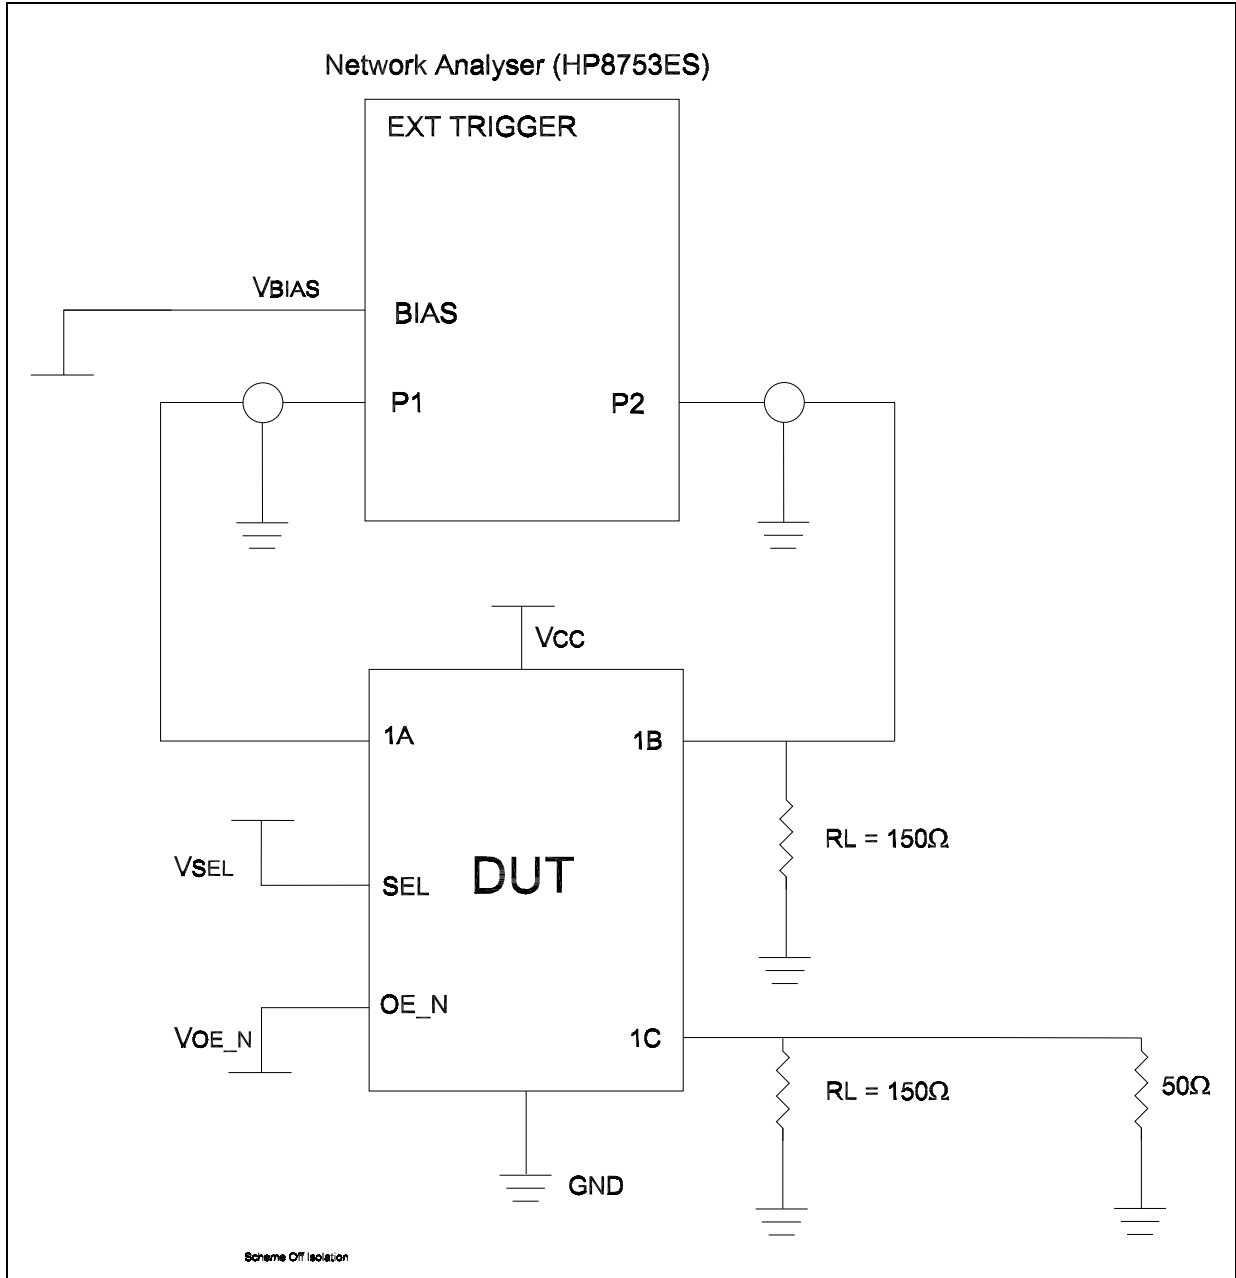 Network Analyser (HP8753ES)
EXT TRIGGER
VBIAS
BIAS
P1
P2
VCC
1A
1B
RL = 150Ω
VSEL
SEL
DUT
OE_N
VOE_N
1C
RL = 150Ω
50Ω
GND
Scheme Off Isolation